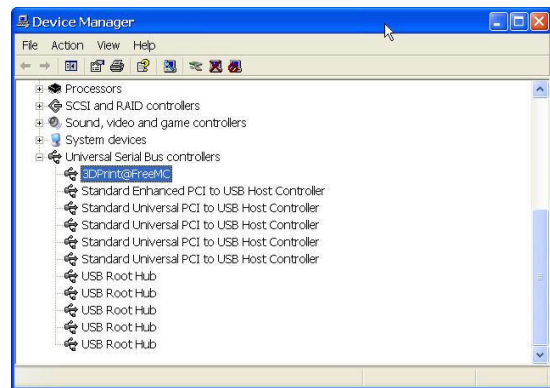 Device Manager
File Action View Help
Processors
SCSI and RAID controllers
Sound, video and game controllers
System devices
Universal Serial Bus controllers
3DPrint@FreeMC
Standard Enhanced PCI to USB Host Controller
Standard Universal PCI to USB Host Controller
Standard Universal PCI to USB Host Controller
Standard Universal PCI to USB Host Controller
Standard Universal PCI to USB Host Controller
USB Root Hub
USB Root Hub
USB Root Hub
USB Root Hub
USB Root Hub